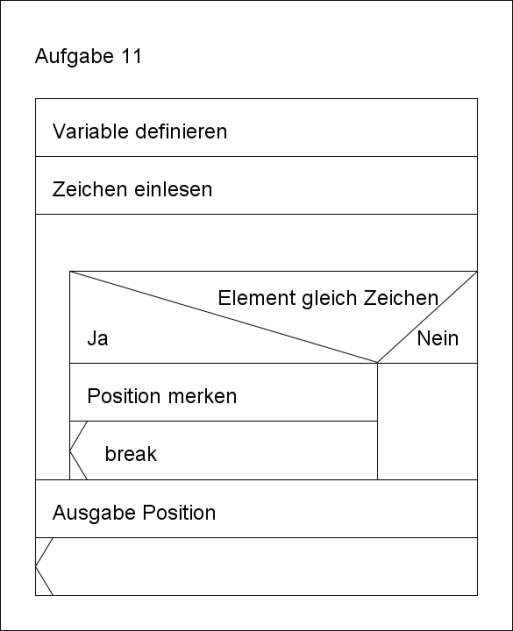 Aufgabe 11
Variable definieren
Zeichen einlesen
Element gleich Zeichen
Ja
Nein
Position merken
break
Ausgabe Position